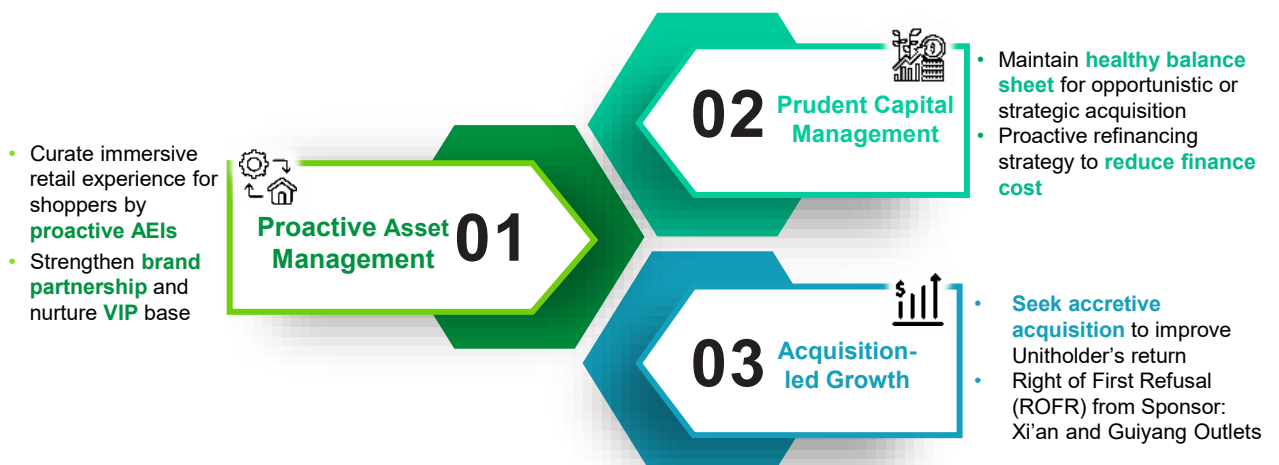 • Curate immersive
retail experience for
shoppers by
proactive AEIs
• Strengthen brand
partnership and
nurture VIP base
Proactive Asset
Management
01
02
Prudent Capital
Management
• Maintain healthy balance
sheet for opportunistic or
strategic acquisition
• Proactive refinancing
strategy to reduce finance
cost
03
Acquisition-
led Growth
$
• Seek accretive
acquisition to improve
Unitholder’s return
• Right of First Refusal
(ROFR) from Sponsor:
Xi’an and Guiyang Outlets